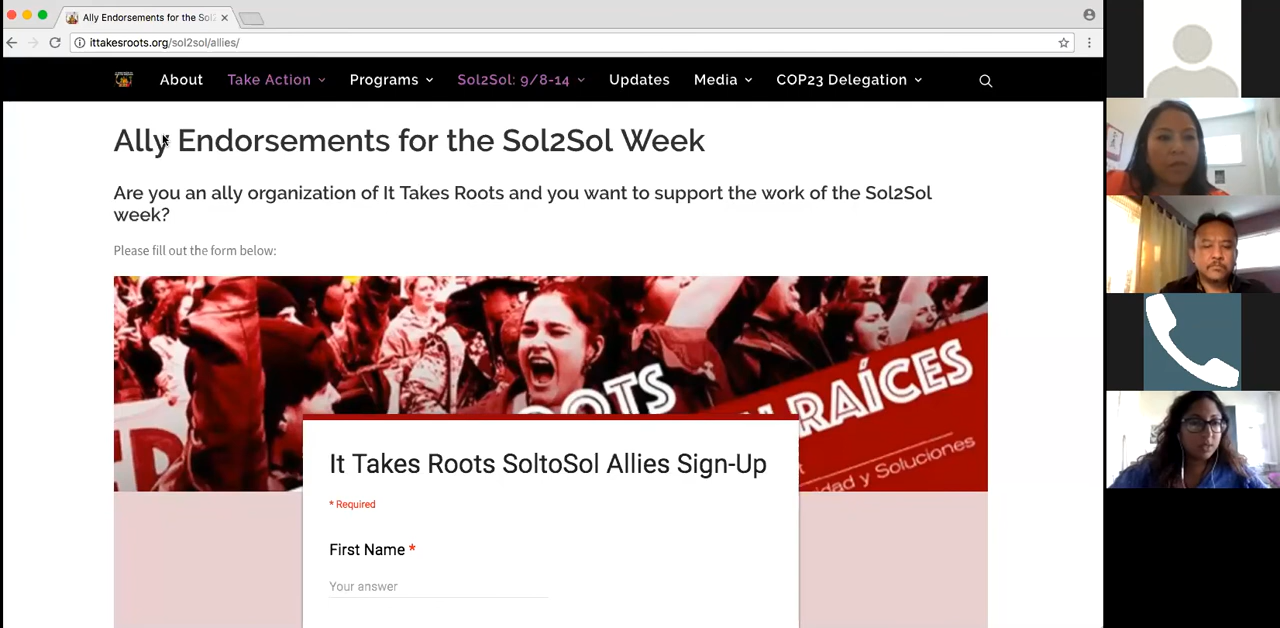 Ally Endorsements for the Sol2
ittakesroots.org/sol2sol/allies/
About Take Action Programs Sol2Sol: 9/8-14 Updates Media COP23 Delegation
Ally Endorsements for the Sol2Sol Week
Are you an ally organization of It Takes Roots and you want to support the work of the Sol2Sol
week?
Please fill out the form below:
ROOTS
RAÍCES
y Soluciones
It Takes Roots SoltoSol Allies Sign-Up
* Required
First Name *
Your answer